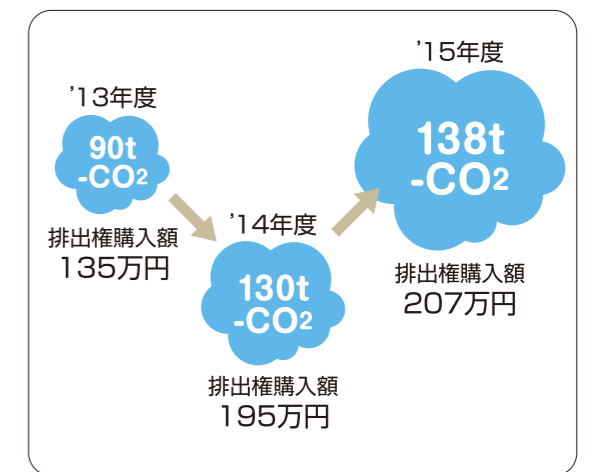 ’13年度
90t
-CO2
排出権購入額
135万円
’14年度
130t
-CO2
排出権購入額
195万円
’15年度
138t
-CO2
排出権購入額
207万円